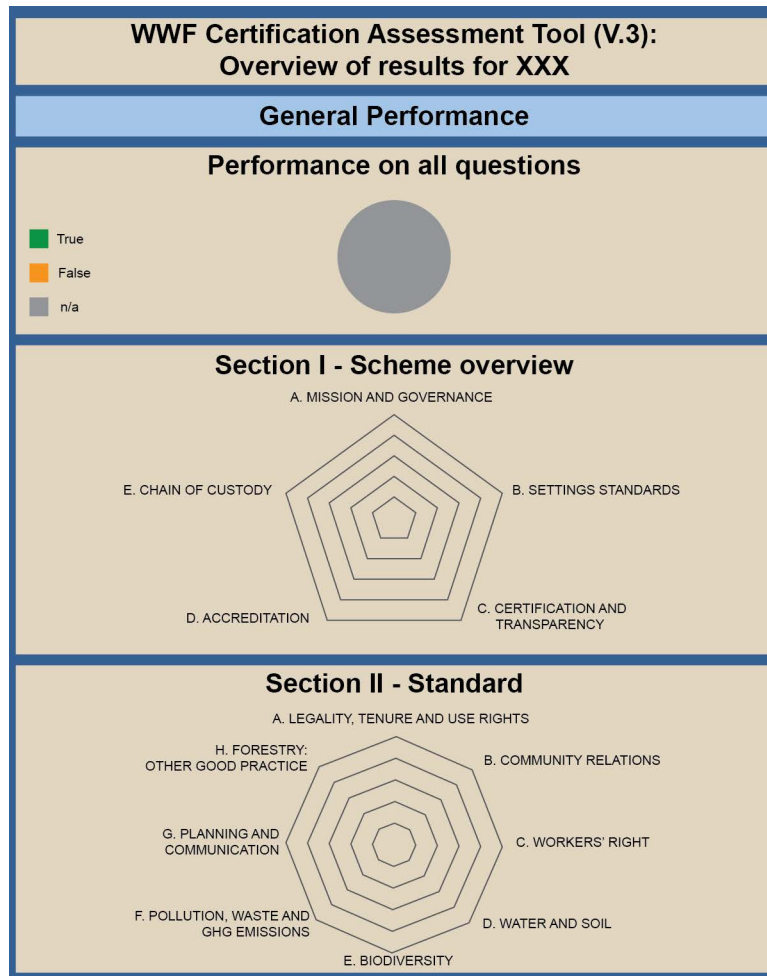 WWF Certification Assessment Tool (V.3):
Overview of results for XXX
General Performance
Performance on all questions
True
False
n/a
Section I - Scheme overview
A. MISSION AND GOVERNANCE
E. CHAIN OF CUSTODY
B. SETTINGS STANDARDS
D. ACCREDITATION
C. CERTIFICATION AND
TRANSPARENCY
Section II - Standard
A. LEGALITY, TENURE AND USE RIGHTS
H. FORESTRY:
OTHER GOOD PRACTICE
B. COMMUNITY RELATIONS
G. PLANNING AND
COMMUNICATION
C. WORKERS’ RIGHT
F. POLLUTION, WASTE AND
GHG EMISSIONS
D. WATER AND SOIL
E. BIODIVERSITY